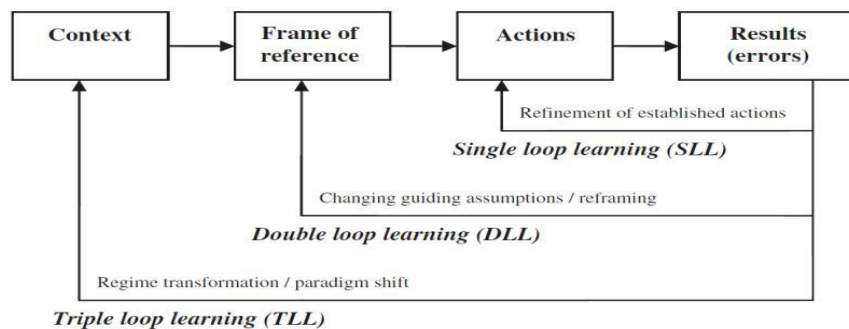 Context
Frame of
reference
Actions
Results
(errors)
Refinement of established actions
Single loop learning (SLL)
Changing guiding assumptions / reframing
Double loop learning (DLL)
Regime transformation / paradigm shift
Triple loop learning (TLL)